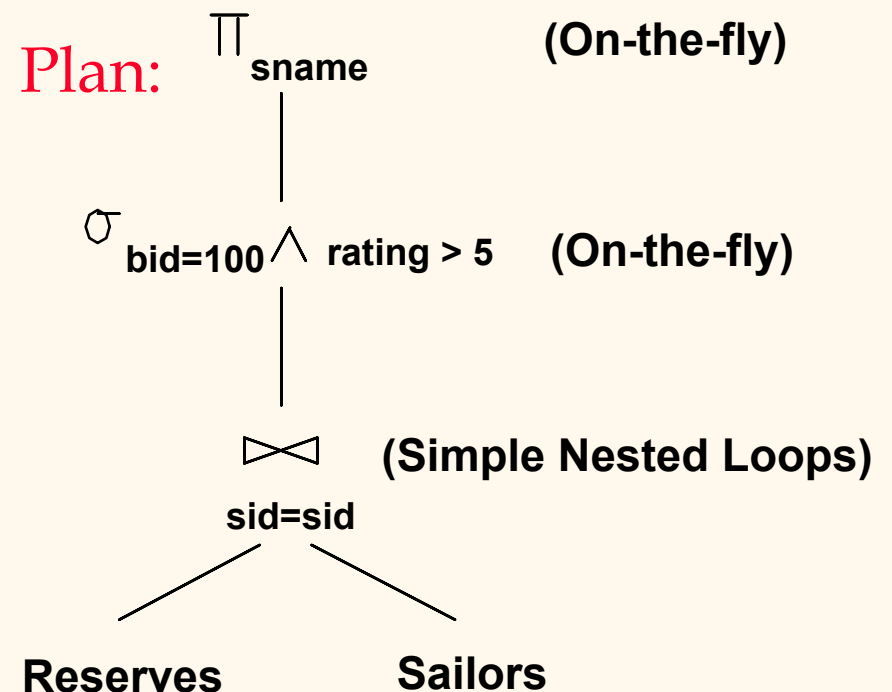 Plan: π sname (On-the-fly)
σ bid=100 ∧ rating > 5 (On-the-fly)
⋈ (Simple Nested Loops)
sid=sid
Reserves Sailors